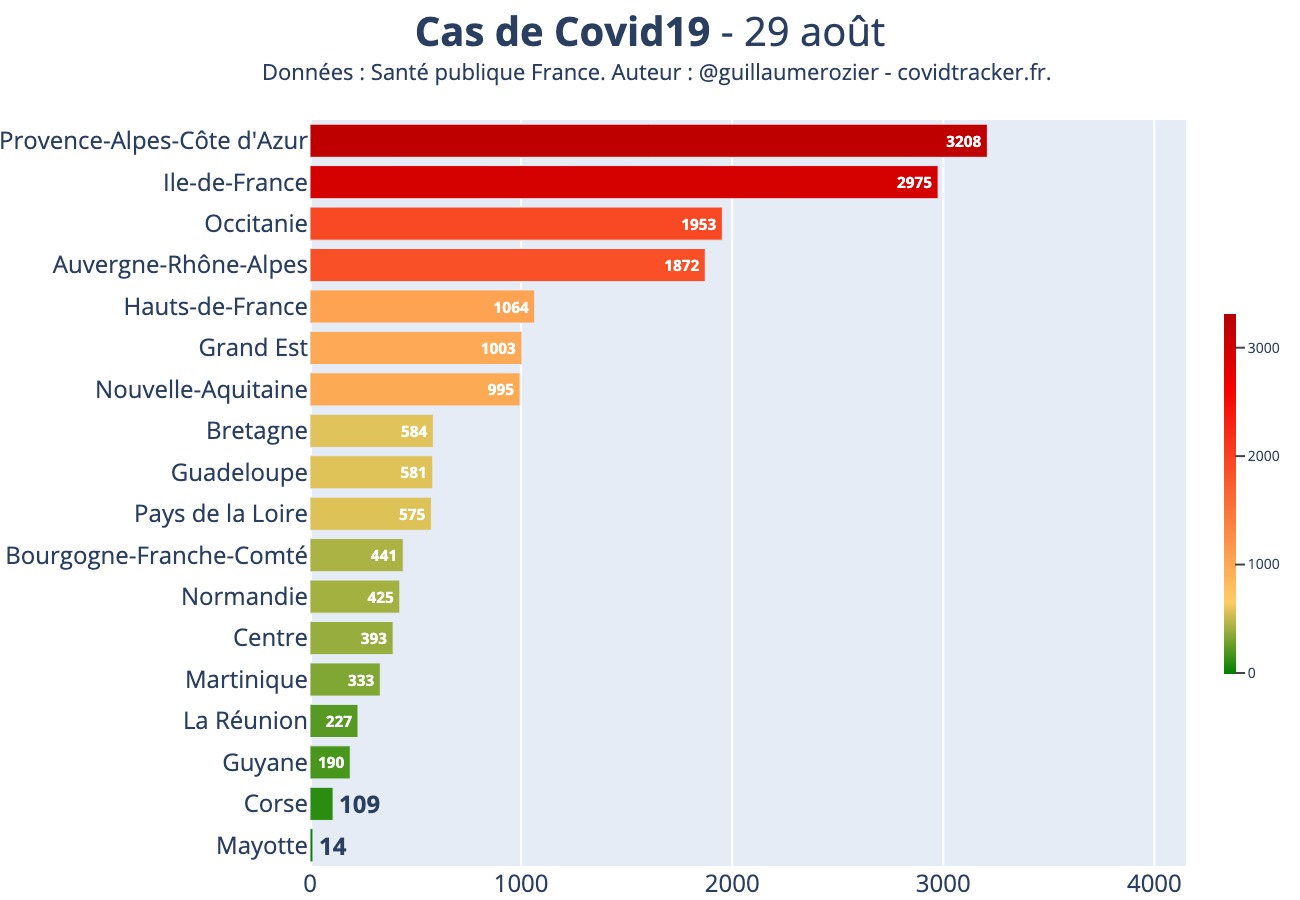 Cas de Covid19 - 29 août
Données : Santé publique France. Auteur : @guillaumerozier - covidtracker.fr.
Provence-Alpes-Côte d'Azur 3208
Ile-de-France 2975
Occitanie 1953
Auvergne-Rhône-Alpes 1872
Hauts-de-France 1064
Grand Est 1003
Nouvelle-Aquitaine 995
Bretagne 584
Guadeloupe 581
Pays de la Loire 575
Bourgogne-Franche-Comté 441
Normandie 425
Centre 393
Martinique 333
La Réunion 227
Guyane 190
Corse 109
Mayotte 14
0 1000 2000 3000 4000
3000
2000
1000
0